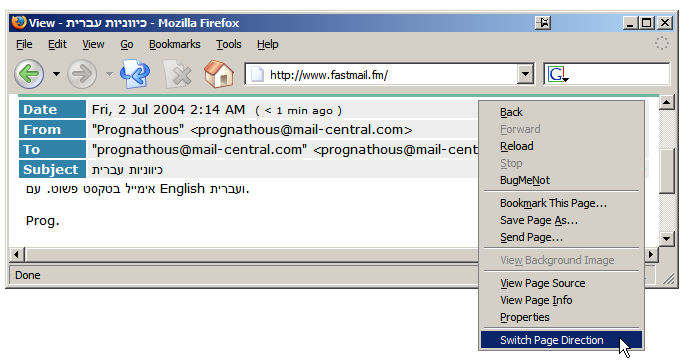 View - כיווניות עברית - Mozilla Firefox
File Edit View Go Bookmarks Tools Help
http://www.fastmail.fm/ G
Date Fri, 2 Jul 2004 2:14 AM ( < 1 min ago )
From "Prognathous" <prognathous@mail-central.com>
To "prognathous@mail-central.com" <prognathous@mail-cent
Subject כיווניות עברית
אימייל בטקסט פשוט. עם English ועברית.
Prog.
Done
Back
Forward
Reload
Stop
BugMeNot
Bookmark This Page...
Save Page As...
Send Page...
View Background Image
View Page Source
View Page Info
Properties
Switch Page Direction